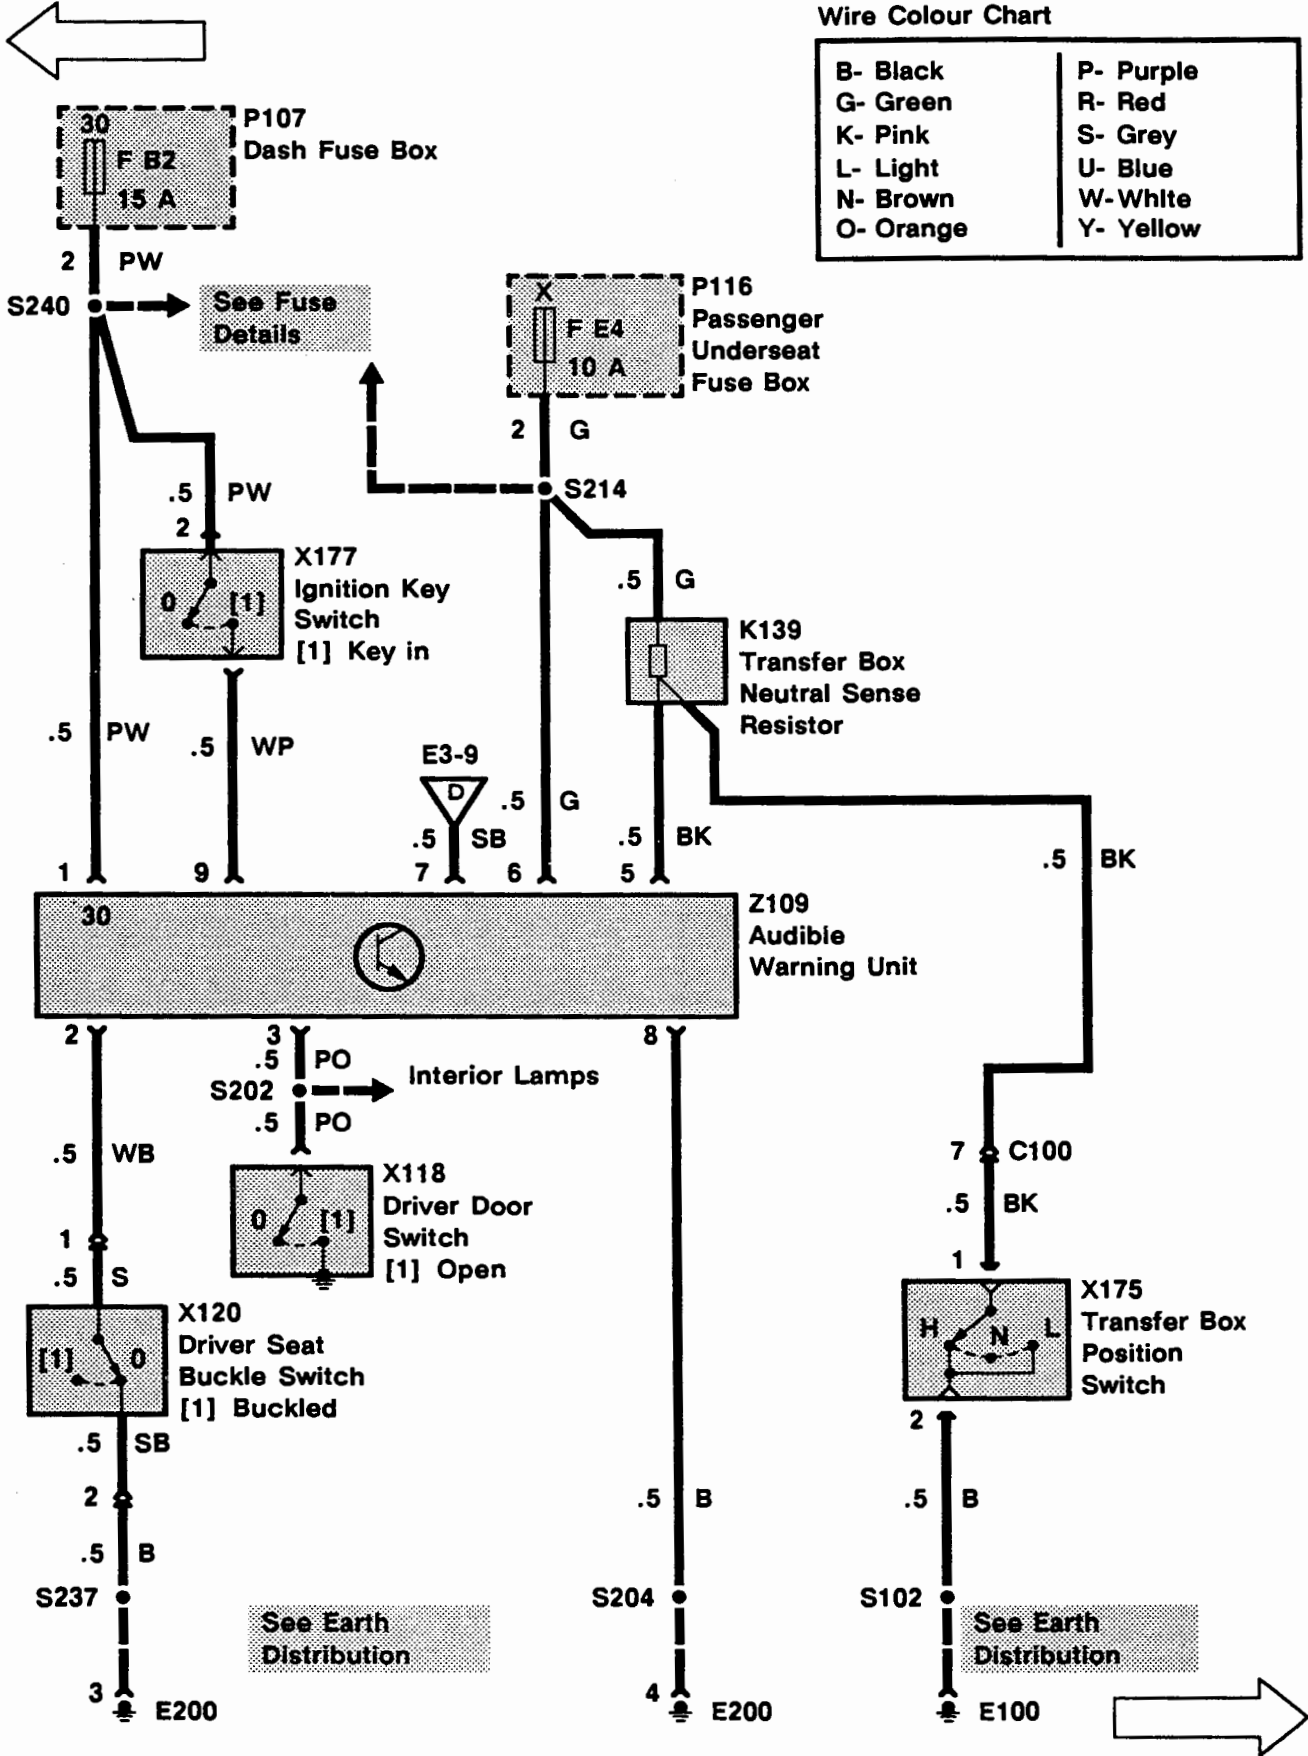 Wire Colour Chart
B- Black
G- Green
K- Pink
L- Light
N- Brown
O- Orange
P- Purple
R- Red
S- Grey
U- Blue
W- White
Y- Yellow
30
F B2
15 A
P107
Dash Fuse Box
2 PW
S240
See Fuse
Details
X
F E4
10 A
P116
Passenger
Underseat
Fuse Box
2 G
S214
.5 PW
2
0 [1]
X177
Ignition Key
Switch
[1] Key in
.5 G
K139
Transfer Box
Neutral Sense
Resistor
.5 PW
.5 WP
E3-9
D
.5 SB
.5 G
.5 BK
.5 BK
1
9
7
6
5
30
Z109
Audible
Warning Unit
2
3
8
.5 PO
S202
Interior Lamps
.5 PO
.5 WB
X118
Driver Door
Switch
[1] Open
0 [1]
7 C100
.5 BK
1
1
.5 S
X120
Driver Seat
Buckle Switch
[1] Buckled
[1] 0
H N L
X175
Transfer Box
Position
Switch
2
.5 SB
2
.5 B
.5 B
.5 B
S237
S204
S102
See Earth
Distribution
See Earth
Distribution
3
E200
4
E200
E100